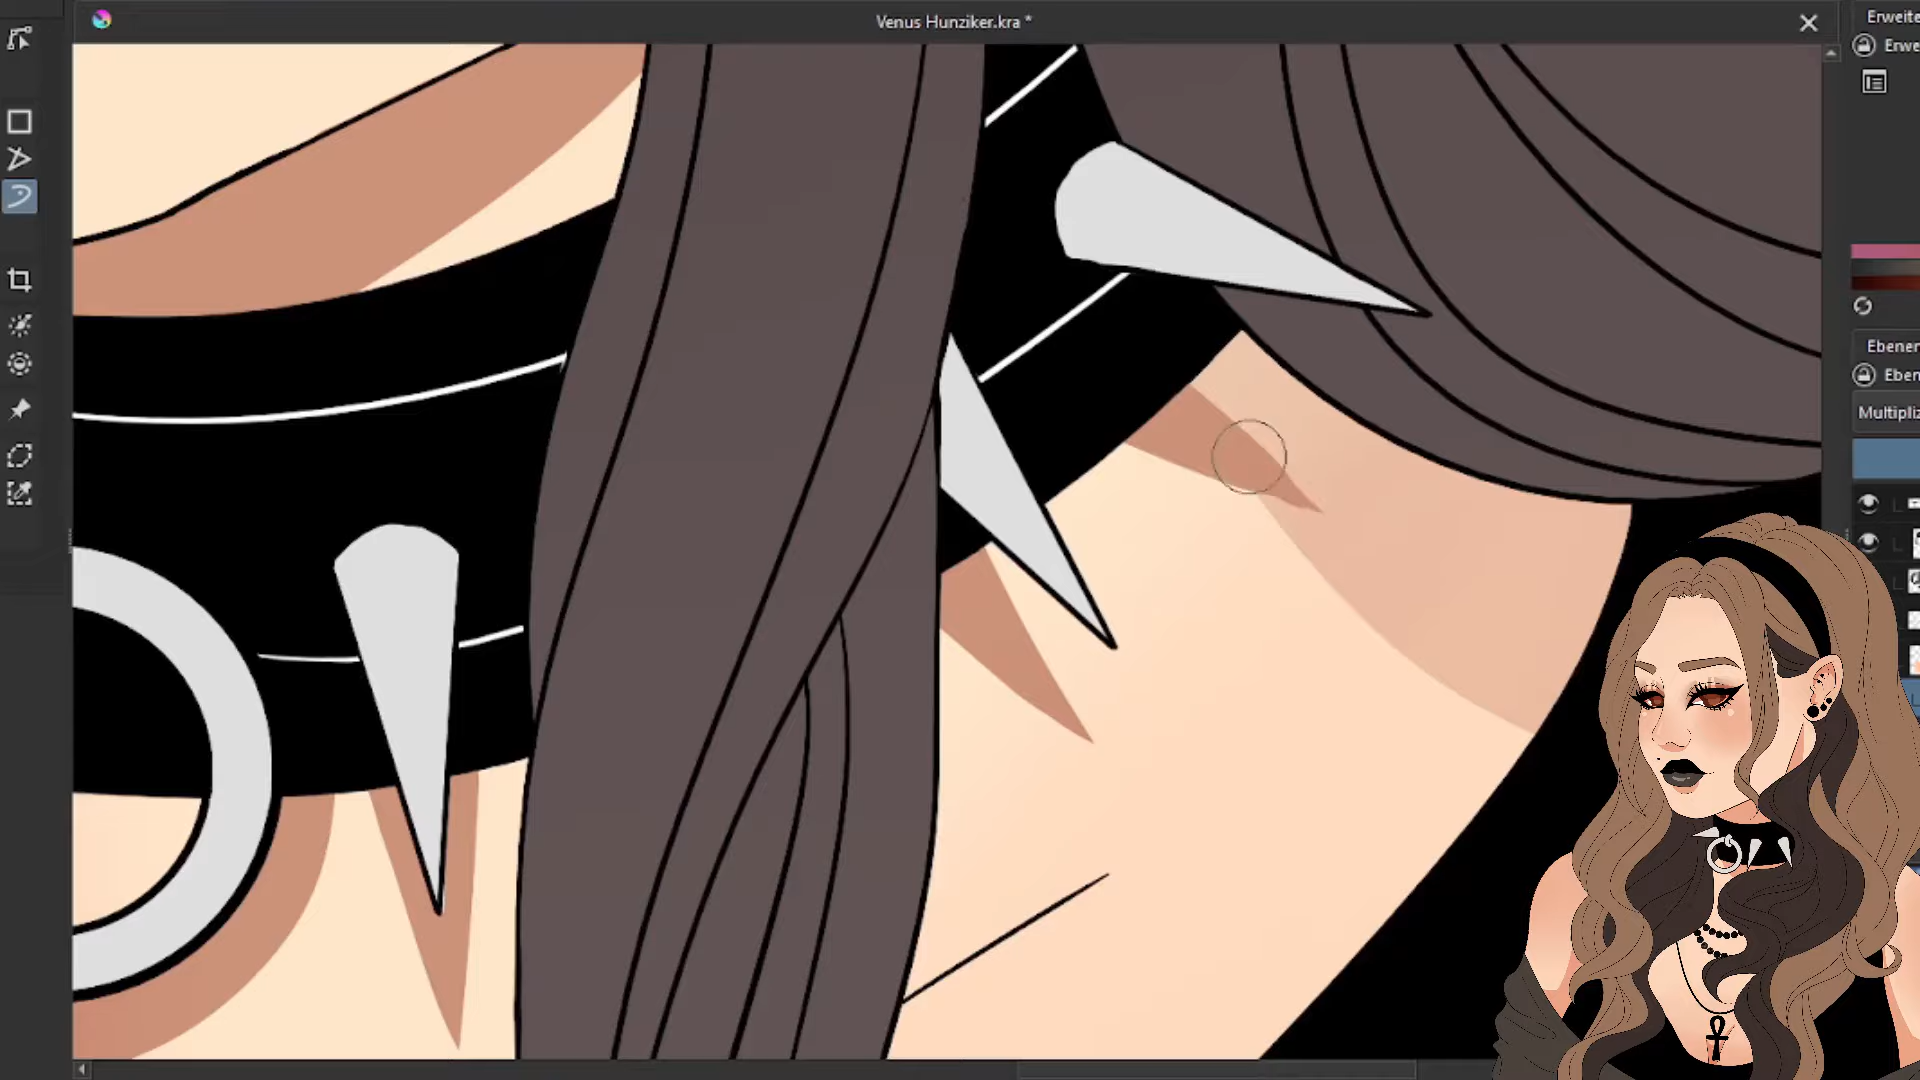 Venus Hunziker.kra *
Erweite
Erwe
Ebenen
Eben
Multipliz